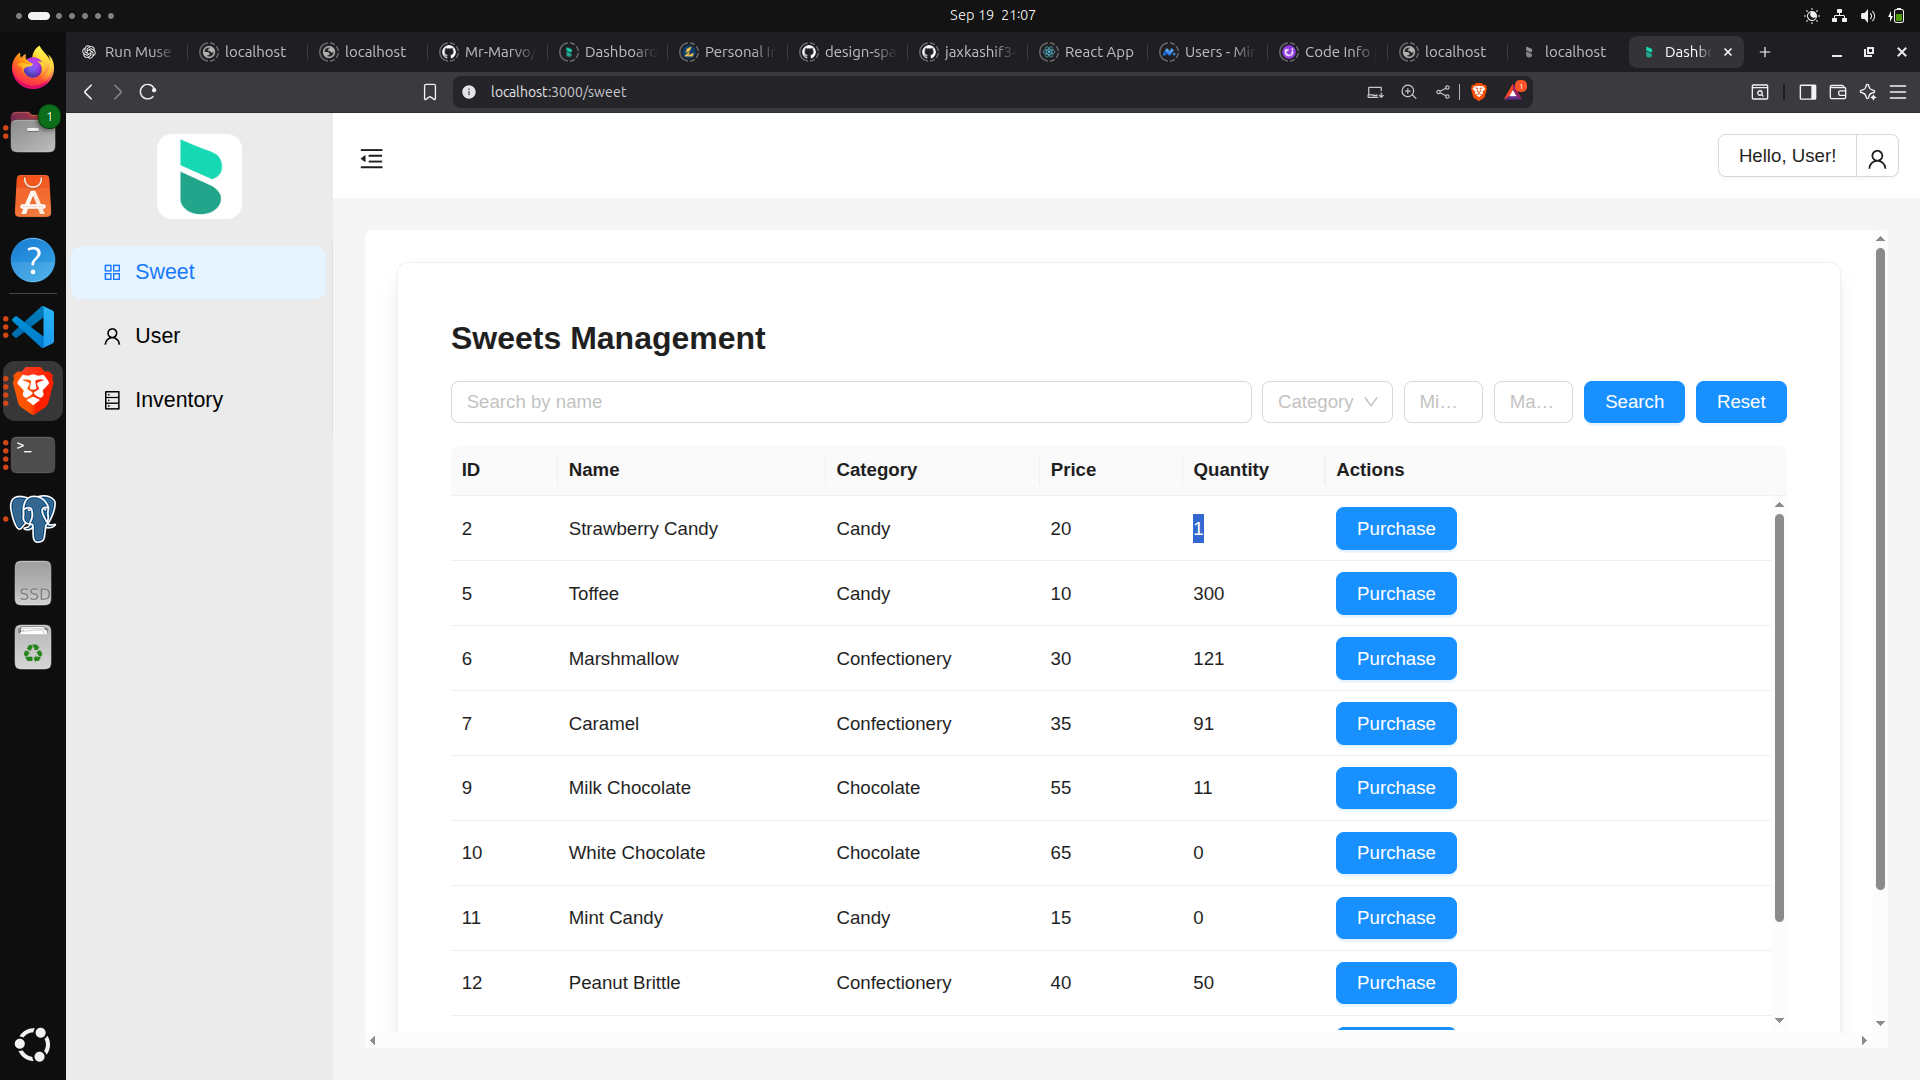 Sep 19 21:07
Run Muse
localhost
localhost
Mr-Marvo/
Dashboard
Personal In
design-spa
jaxkashif34
React App
Users - Mir
Code Info
localhost
localhost
Dashb
localhost:3000/sweet
1
1
Hello, User!
Sweet
User
Inventory
Sweets Management
Search by name
Category
Mi...
Ma...
Search
Reset
ID Name Category Price Quantity Actions
2 Strawberry Candy Candy 20 1 Purchase
5 Toffee Candy 10 300 Purchase
6 Marshmallow Confectionery 30 121 Purchase
7 Caramel Confectionery 35 91 Purchase
9 Milk Chocolate Chocolate 55 11 Purchase
10 White Chocolate Chocolate 65 0 Purchase
11 Mint Candy Candy 15 0 Purchase
12 Peanut Brittle Confectionery 40 50 Purchase
SSD